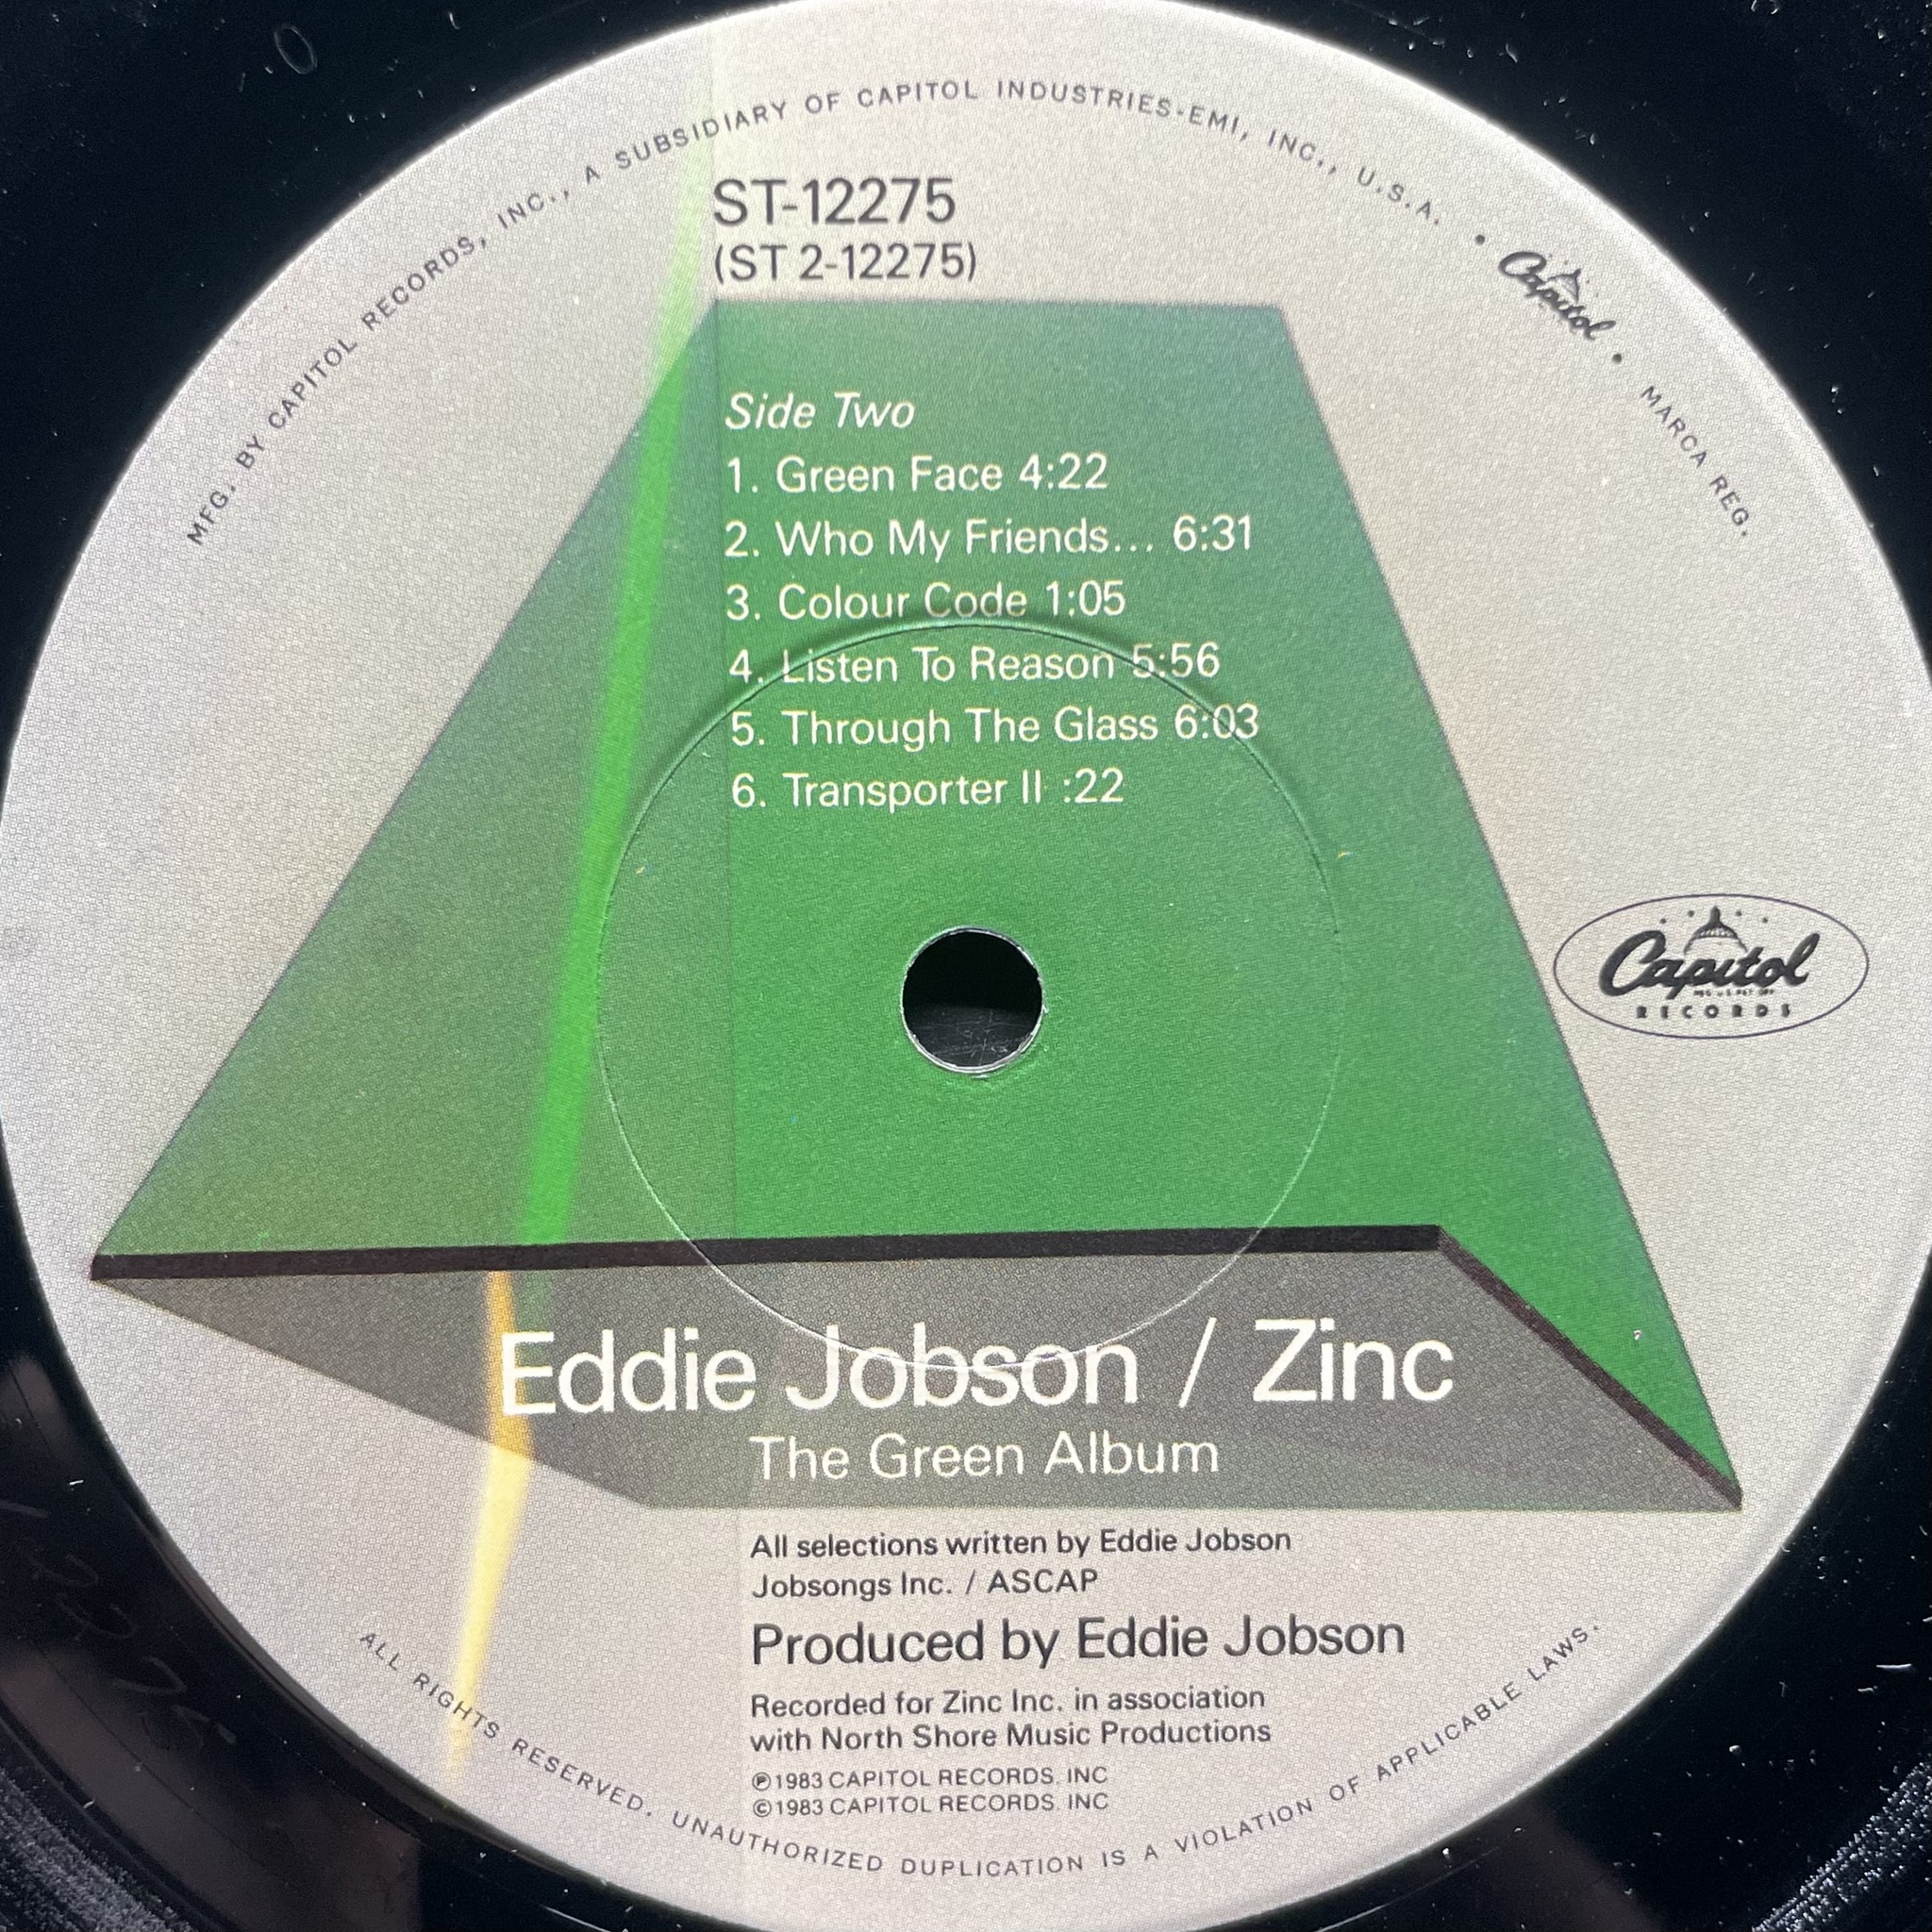 MFG. BY CAPITOL RECORDS, INC., A SUBSIDIARY OF CAPITOL INDUSTRIES-EMI, INC., U.S.A. • Capitol • MARCA REG.
ST-12275
(ST 2-12275)
Side Two
1. Green Face 4:22
2. Who My Friends... 6:31
3. Colour Code 1:05
4. Listen To Reason 5:56
5. Through The Glass 6:03
6. Transporter II :22
Capitol
RECORDS
Eddie Jobson / Zinc
The Green Album
All selections written by Eddie Jobson
Jobsongs Inc. / ASCAP
Produced by Eddie Jobson
Recorded for Zinc Inc. in association
with North Shore Music Productions
℗1983 CAPITOL RECORDS. INC
©1983 CAPITOL RECORDS. INC
ALL RIGHTS RESERVED. UNAUTHORIZED DUPLICATION IS A VIOLATION OF APPLICABLE LAWS.